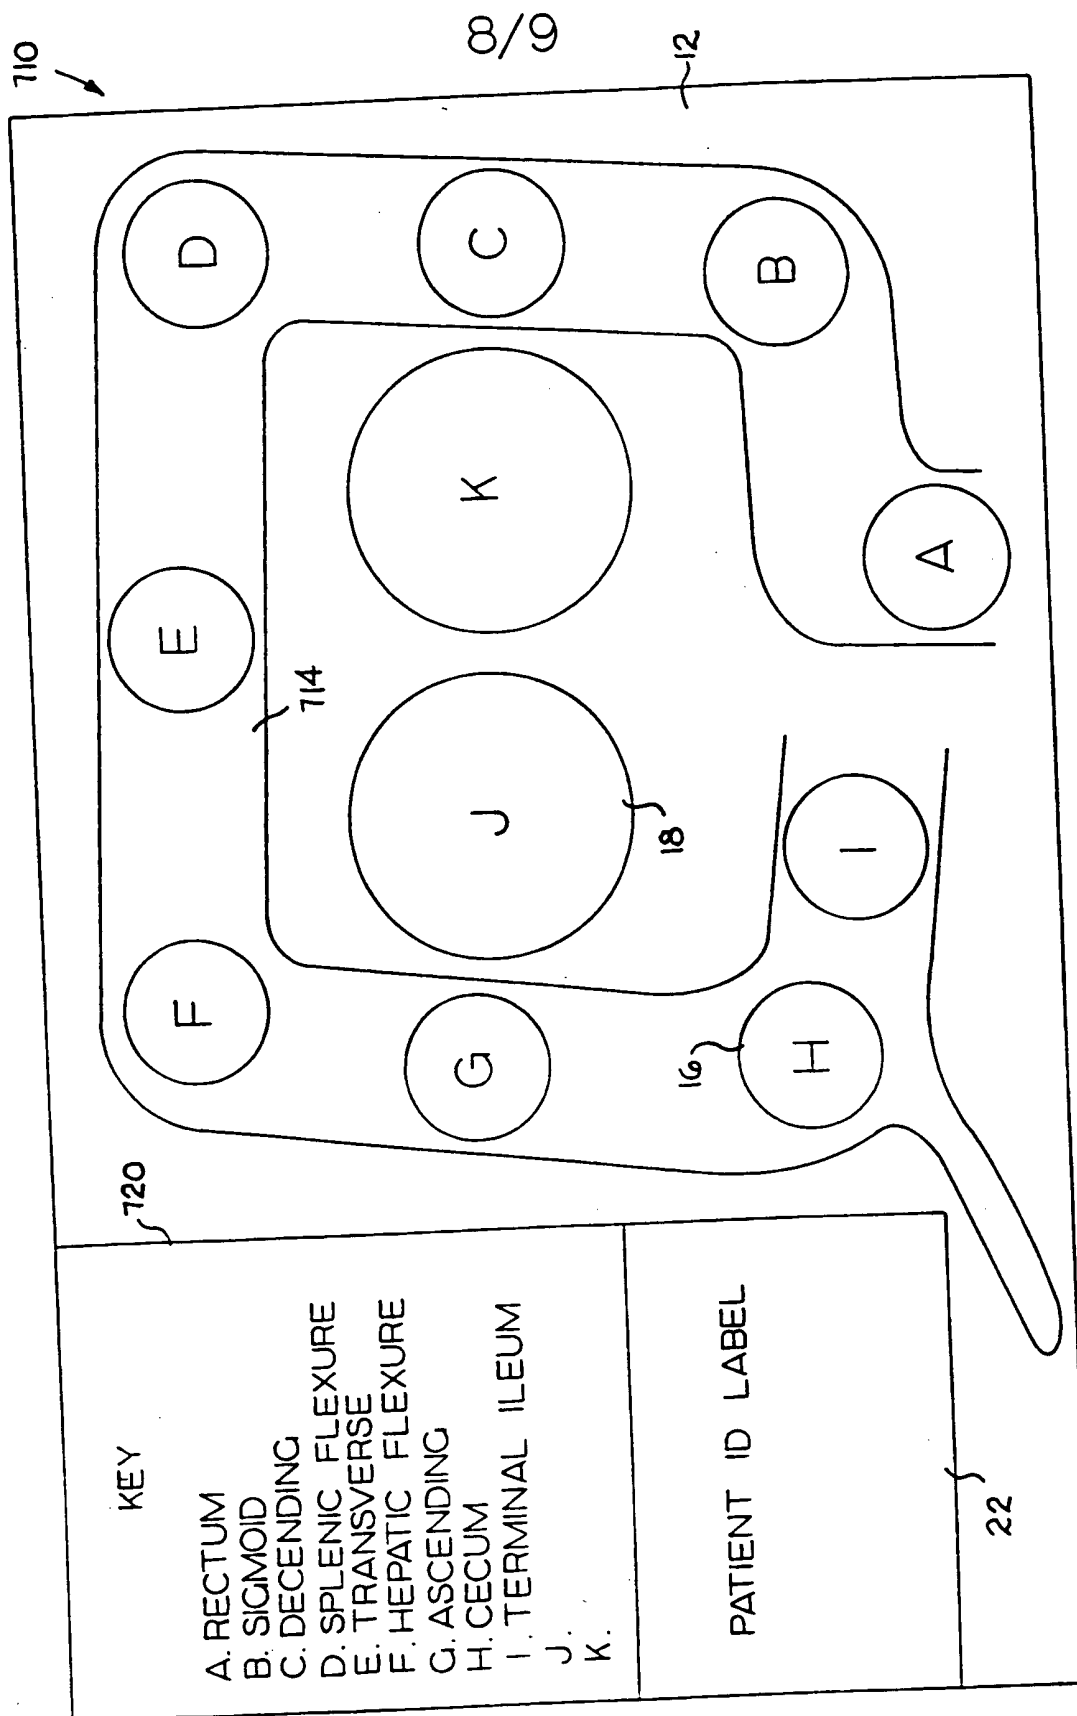 8/9
710
12
D
C
B
E
K
A
714
J
18
I
F
G
16
H
720
KEY
A. RECTUM
B. SIGMOID
C. DECENDING
D. SPLENIC FLEXURE
E. TRANSVERSE
F. HEPATIC FLEXURE
G. ASCENDING
H. CECUM
I. TERMINAL ILEUM
J.
K.
PATIENT ID LABEL
22